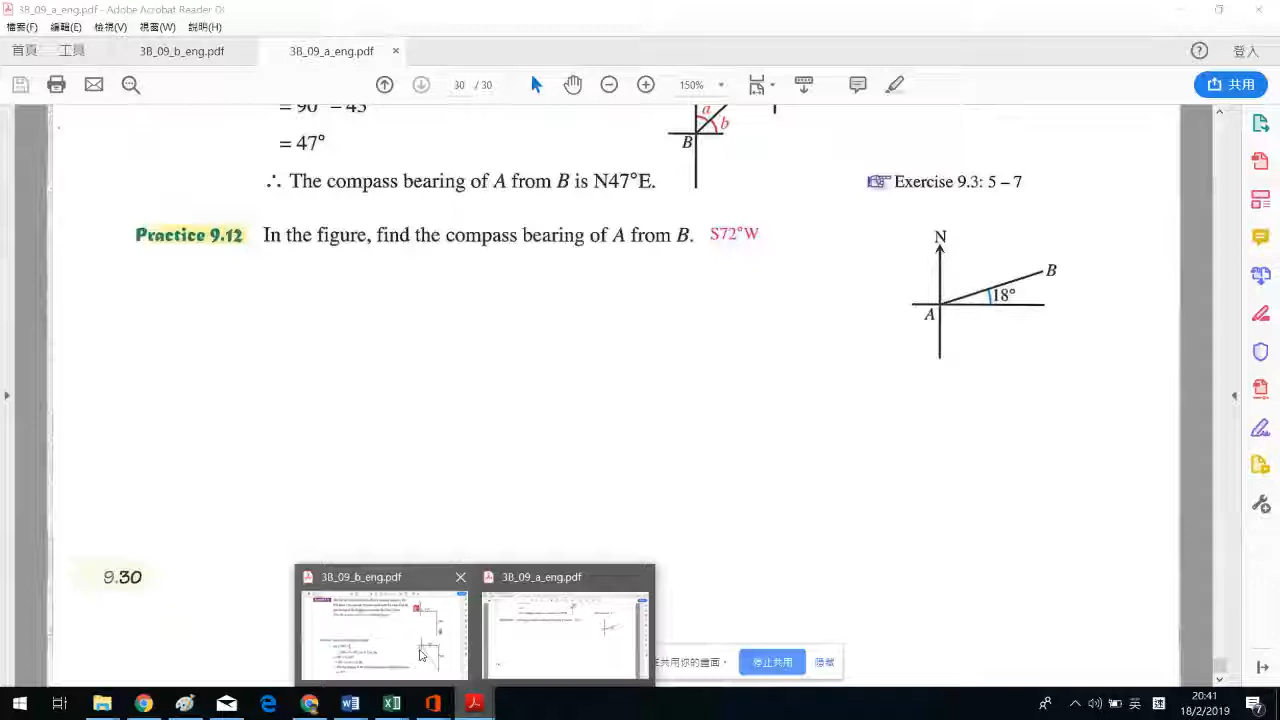 3B_09_a_eng.pdf - Adobe Acrobat Reader DC
檔案(F) 編輯(E) 檢視(V) 視窗(W) 說明(H)
首頁 工具 3B_09_b_eng.pdf 3B_09_a_eng.pdf × 登入
30 / 30 150% 共用
= 47°
∴ The compass bearing of A from B is N47°E.
a
b
B
Exercise 9.3: 5 – 7
Practice 9.12 In the figure, find the compass bearing of A from B. S72°W
N
B
18°
A
9.30
3B_09_b_eng.pdf 3B_09_a_eng.pdf
停止共用 隱藏
英
20:41
18/2/2019
7